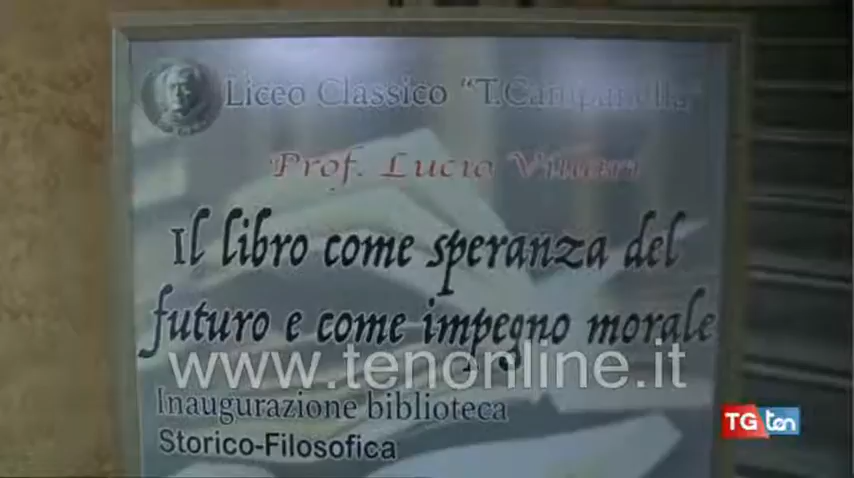 Liceo Classico "T.Campanella"
Prof. Lucio Villari
Il libro come speranza del
futuro e come impegno morale
www.tenonline.it
Inaugurazione biblioteca
Storico-Filosofica
TG ten